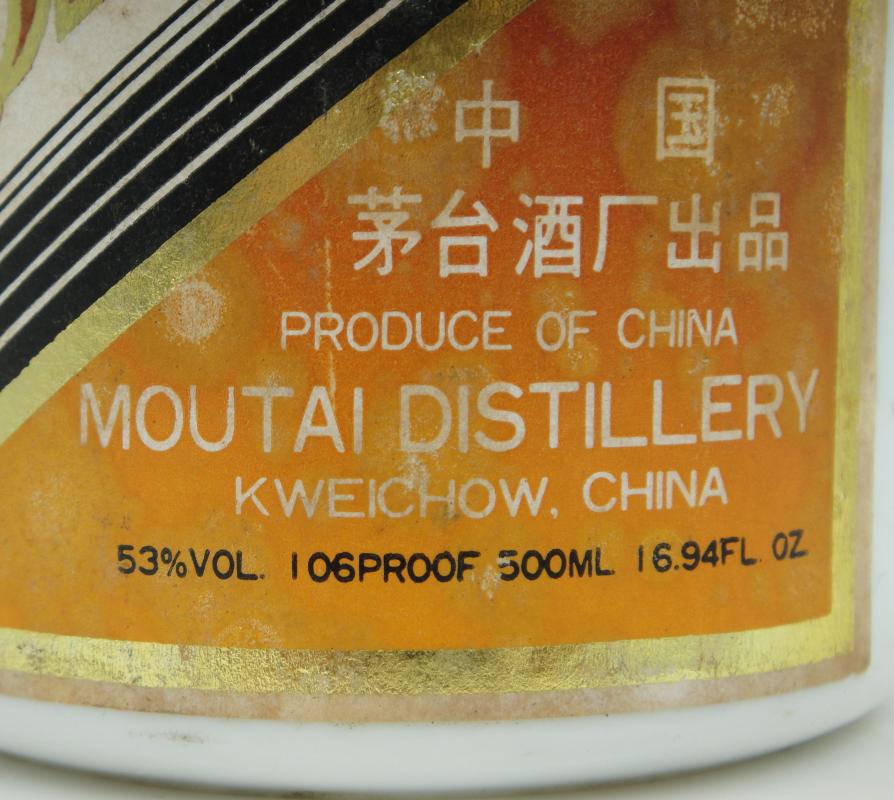 中国
茅台酒厂出品
PRODUCE OF CHINA
MOUTAI DISTILLERY
KWEICHOW, CHINA
53%VOL. 106PROOF 500ML 16.94FL. OZ